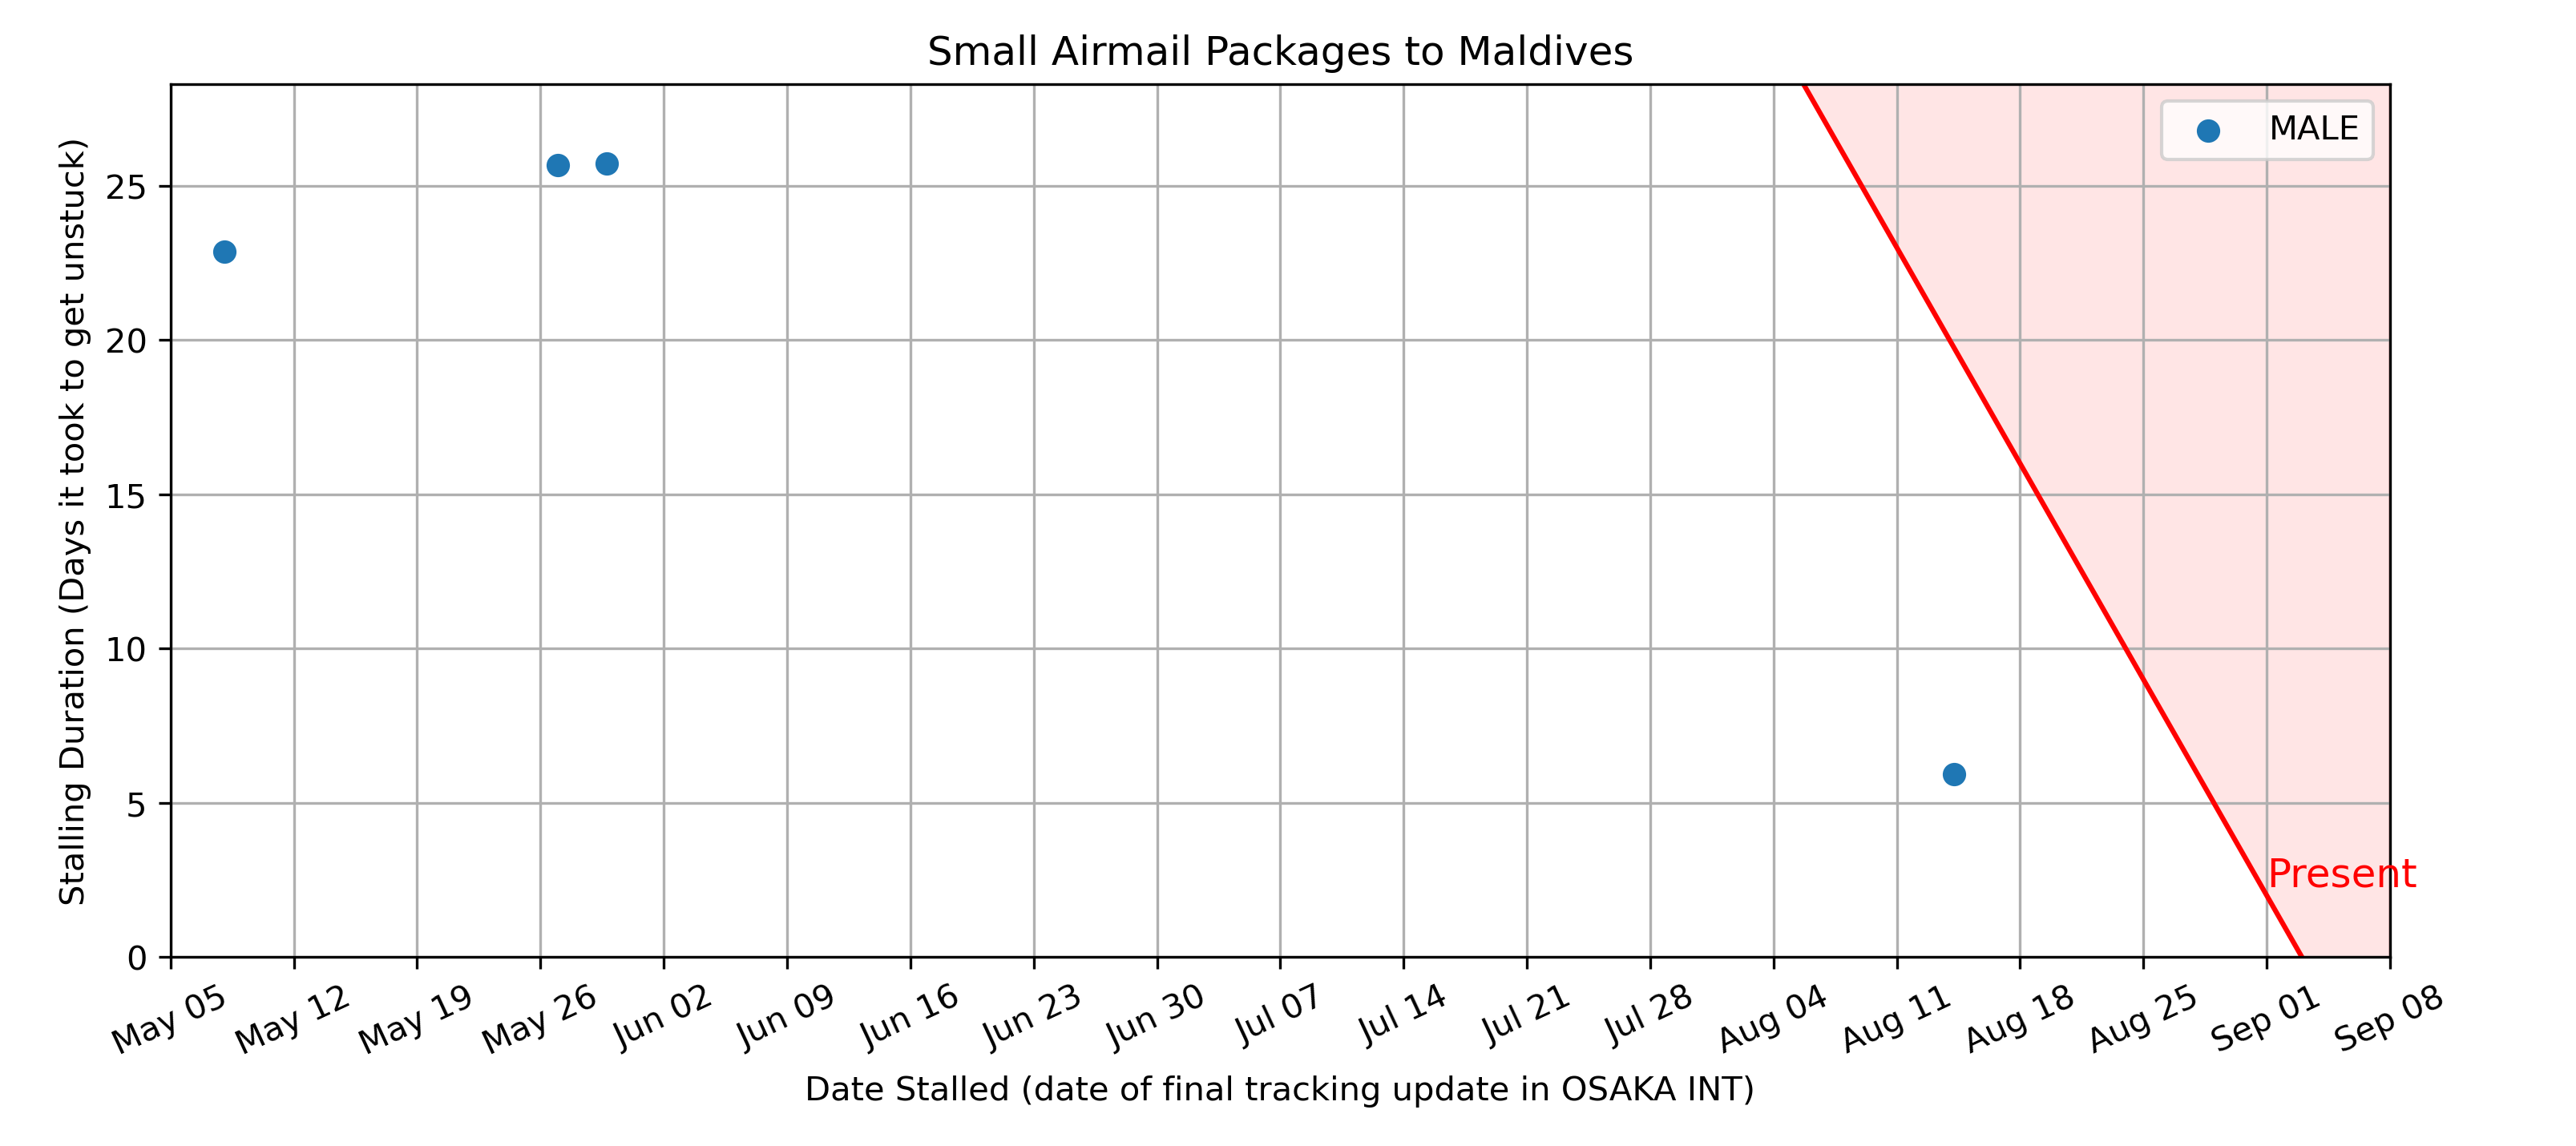 Small Airmail Packages to Maldives
MALE
Stalling Duration (Days it took to get unstuck)
25
20
15
10
5
0
Present
May 05
May 12
May 19
May 26
Jun 02
Jun 09
Jun 16
Jun 23
Jun 30
Jul 07
Jul 14
Jul 21
Jul 28
Aug 04
Aug 11
Aug 18
Aug 25
Sep 01
Sep 08
Date Stalled (date of final tracking update in OSAKA INT)